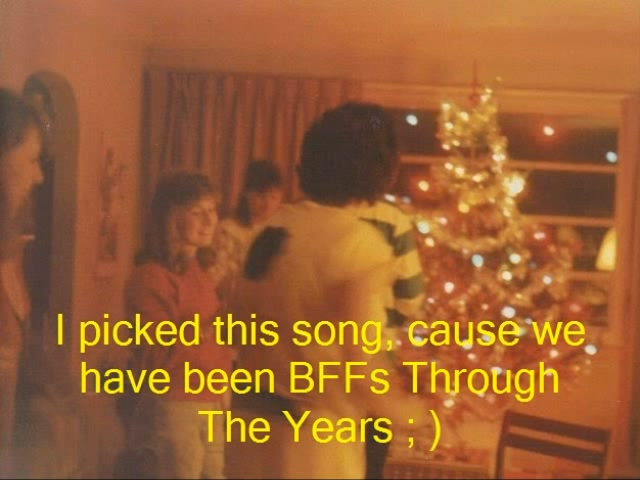 I picked this song, cause we
have been BFFs Through
The Years ; )